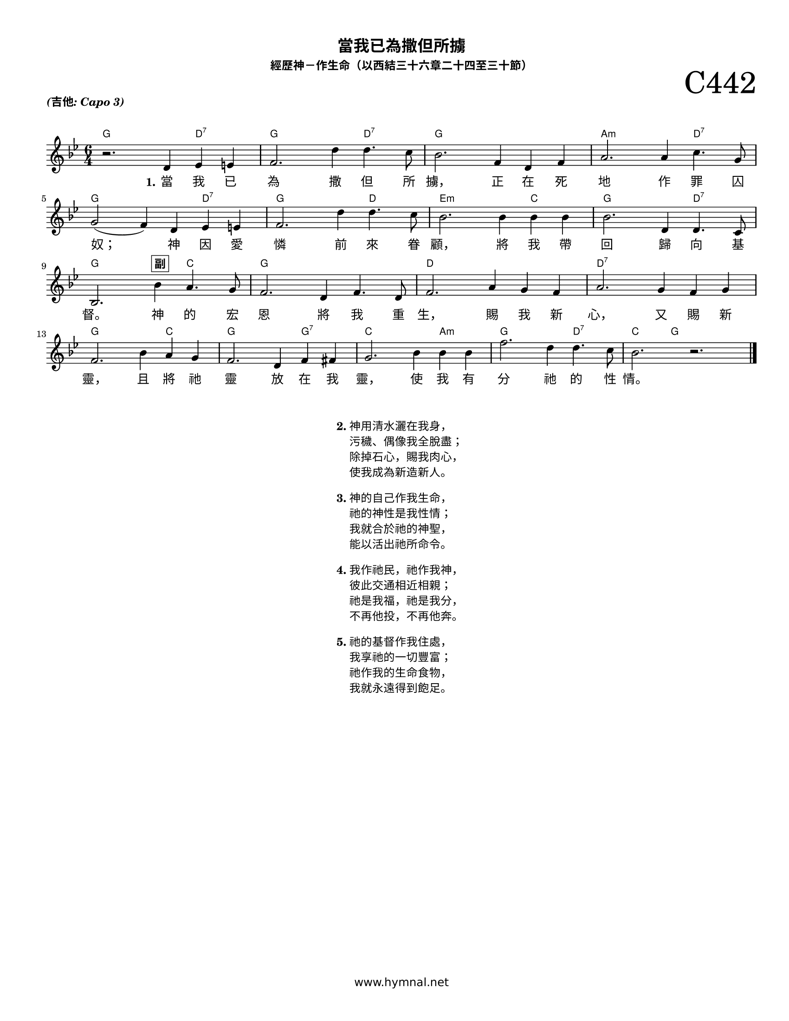 當我已為撒但所擄
經歷神－作生命（以西結三十六章二十四至三十節）
C442
(吉他: Capo 3)
G D7 G D7 G Am D7
1. 當 我 已 為 撒 但 所 擄， 正 在 死 地 作 罪 囚
5 G D7 G D Em C G D7
奴； 神 因 愛 憐 前 來 眷 顧， 將 我 帶 回 歸 向 基
9 G 副 C G D D7
督。 神 的 宏 恩 將 我 重 生， 賜 我 新 心， 又 賜 新
13 G C G G7 C Am G D7 C G
靈， 且 將 祂 靈 放 在 我 靈， 使 我 有 分 祂 的 性 情。
2. 神用清水灑在我身，
污穢、偶像我全脫盡；
除掉石心，賜我肉心，
使我成為新造新人。
3. 神的自己作我生命，
祂的神性是我性情；
我就合於祂的神聖，
能以活出祂所命令。
4. 我作祂民，祂作我神，
彼此交通相近相親；
祂是我福，祂是我分，
不再他投，不再他奔。
5. 祂的基督作我住處，
我享祂的一切豐富；
祂作我的生命食物，
我就永遠得到飽足。
www.hymnal.net